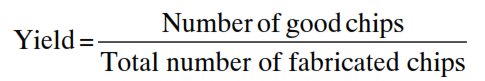 Yield = Number of good chips
Total number of fabricated chips